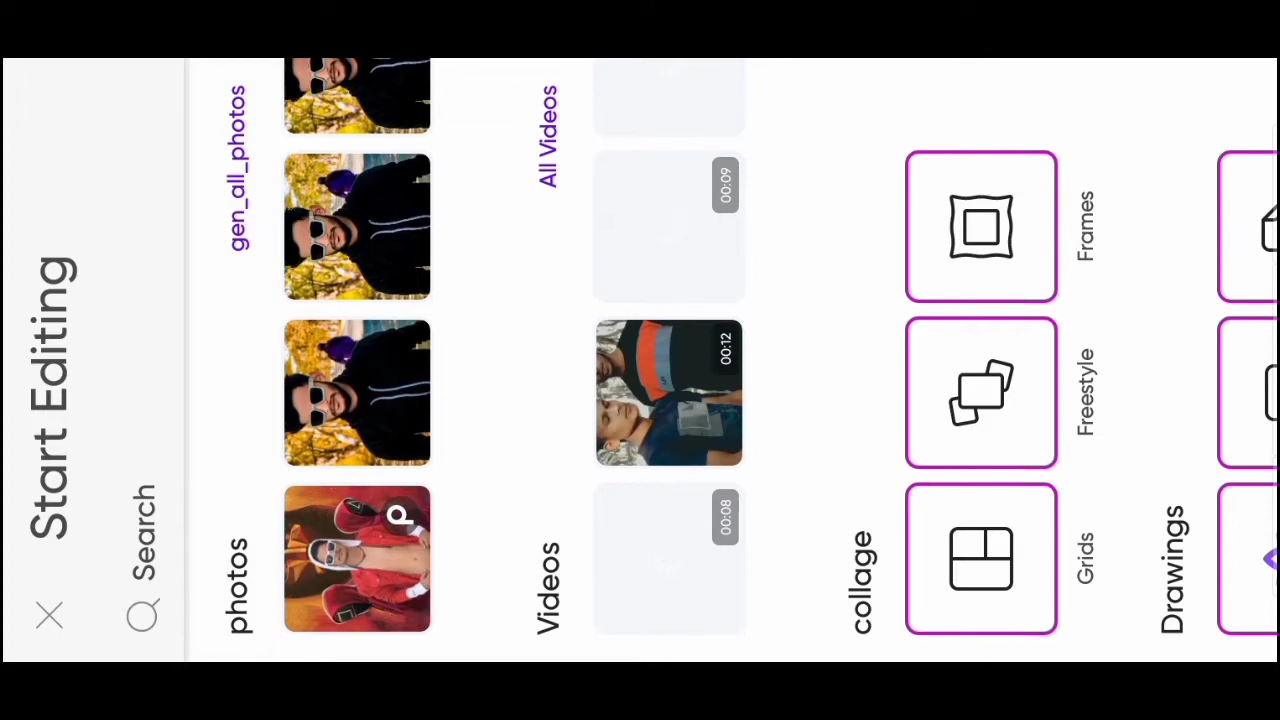 Start Editing
Search
photos gen_all_photos
Videos All Videos
00:08 00:12 00:09
collage
Grids Freestyle Frames
Drawings